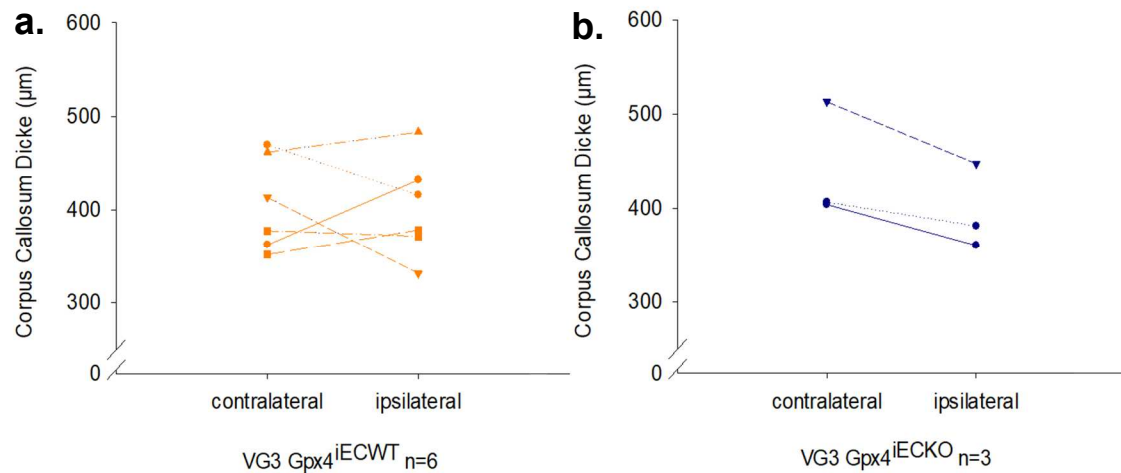 a.
Corpus Callosum Dicke (µm)
600
500
400
300
0
contralateral
ipsilateral
VG3 Gpx4iECWT n=6
b.
Corpus Callosum Dicke (µm)
600
500
400
300
0
contralateral
ipsilateral
VG3 Gpx4iECKO n=3